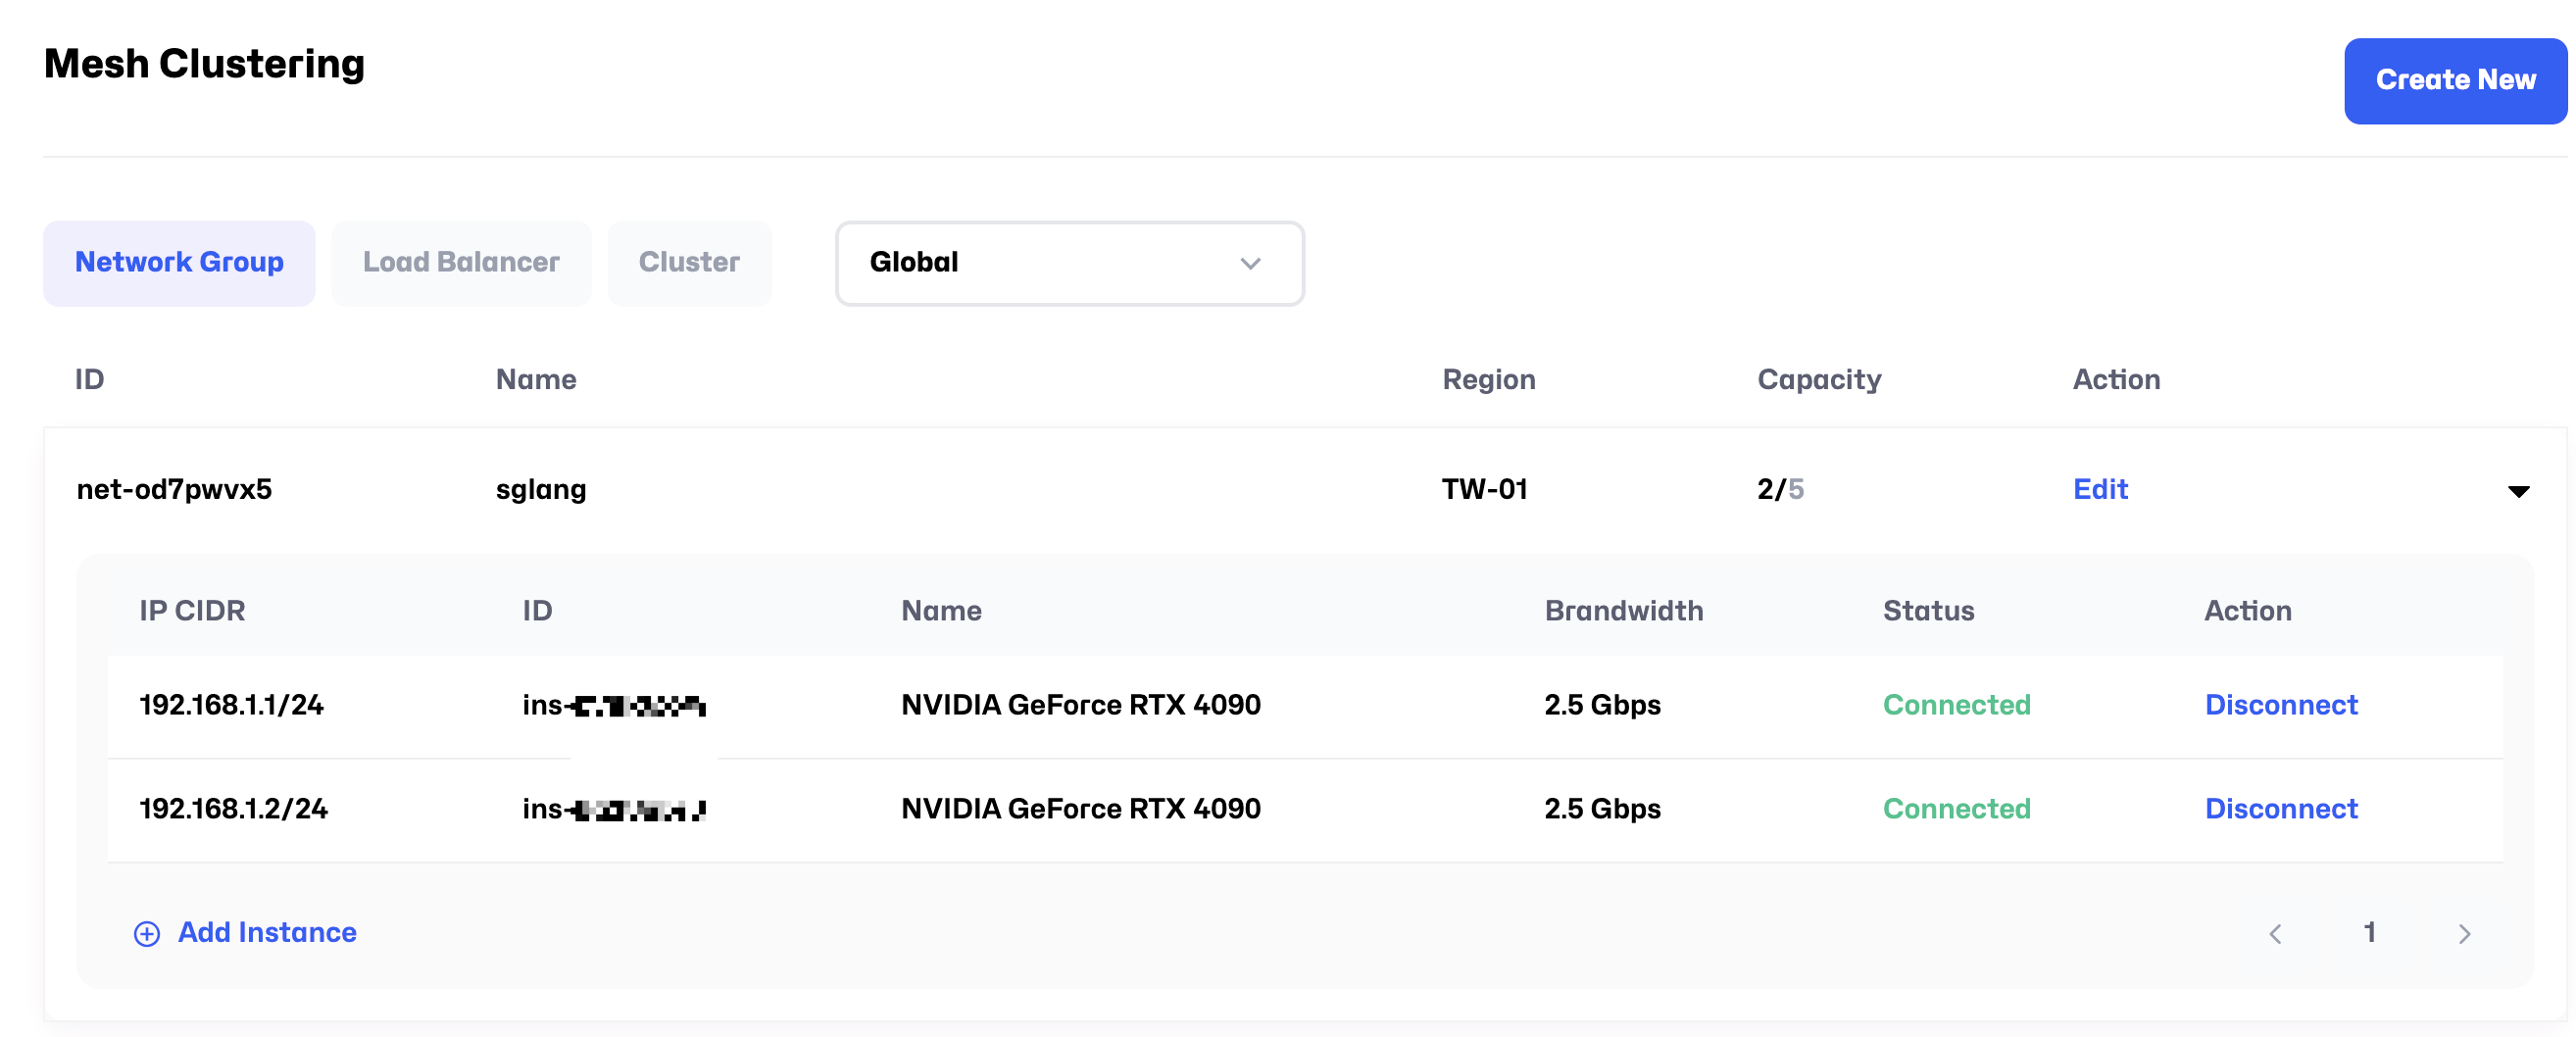 Mesh Clustering
Create New
Network Group Load Balancer Cluster Global
ID Name Region Capacity Action
net-od7pwvx5 sglang TW-01 2/5 Edit
IP CIDR ID Name Brandwidth Status Action
192.168.1.1/24 ins- NVIDIA GeForce RTX 4090 2.5 Gbps Connected Disconnect
192.168.1.2/24 ins- NVIDIA GeForce RTX 4090 2.5 Gbps Connected Disconnect
Add Instance 1